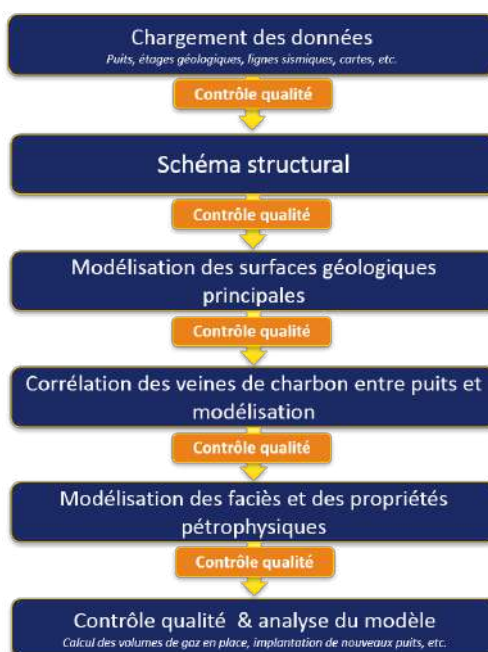 Chargement des données
Puits, étages géologiques, lignes sismiques, cartes, etc.
Contrôle qualité
Schéma structural
Contrôle qualité
Modélisation des surfaces géologiques
principales
Contrôle qualité
Corrélation des veines de charbon entre puits et
modélisation
Contrôle qualité
Modélisation des faciès et des propriétés
pétrophysiques
Contrôle qualité
Contrôle qualité & analyse du modèle
Calcul des volumes de gaz en place, implantation de nouveaux puits, etc.